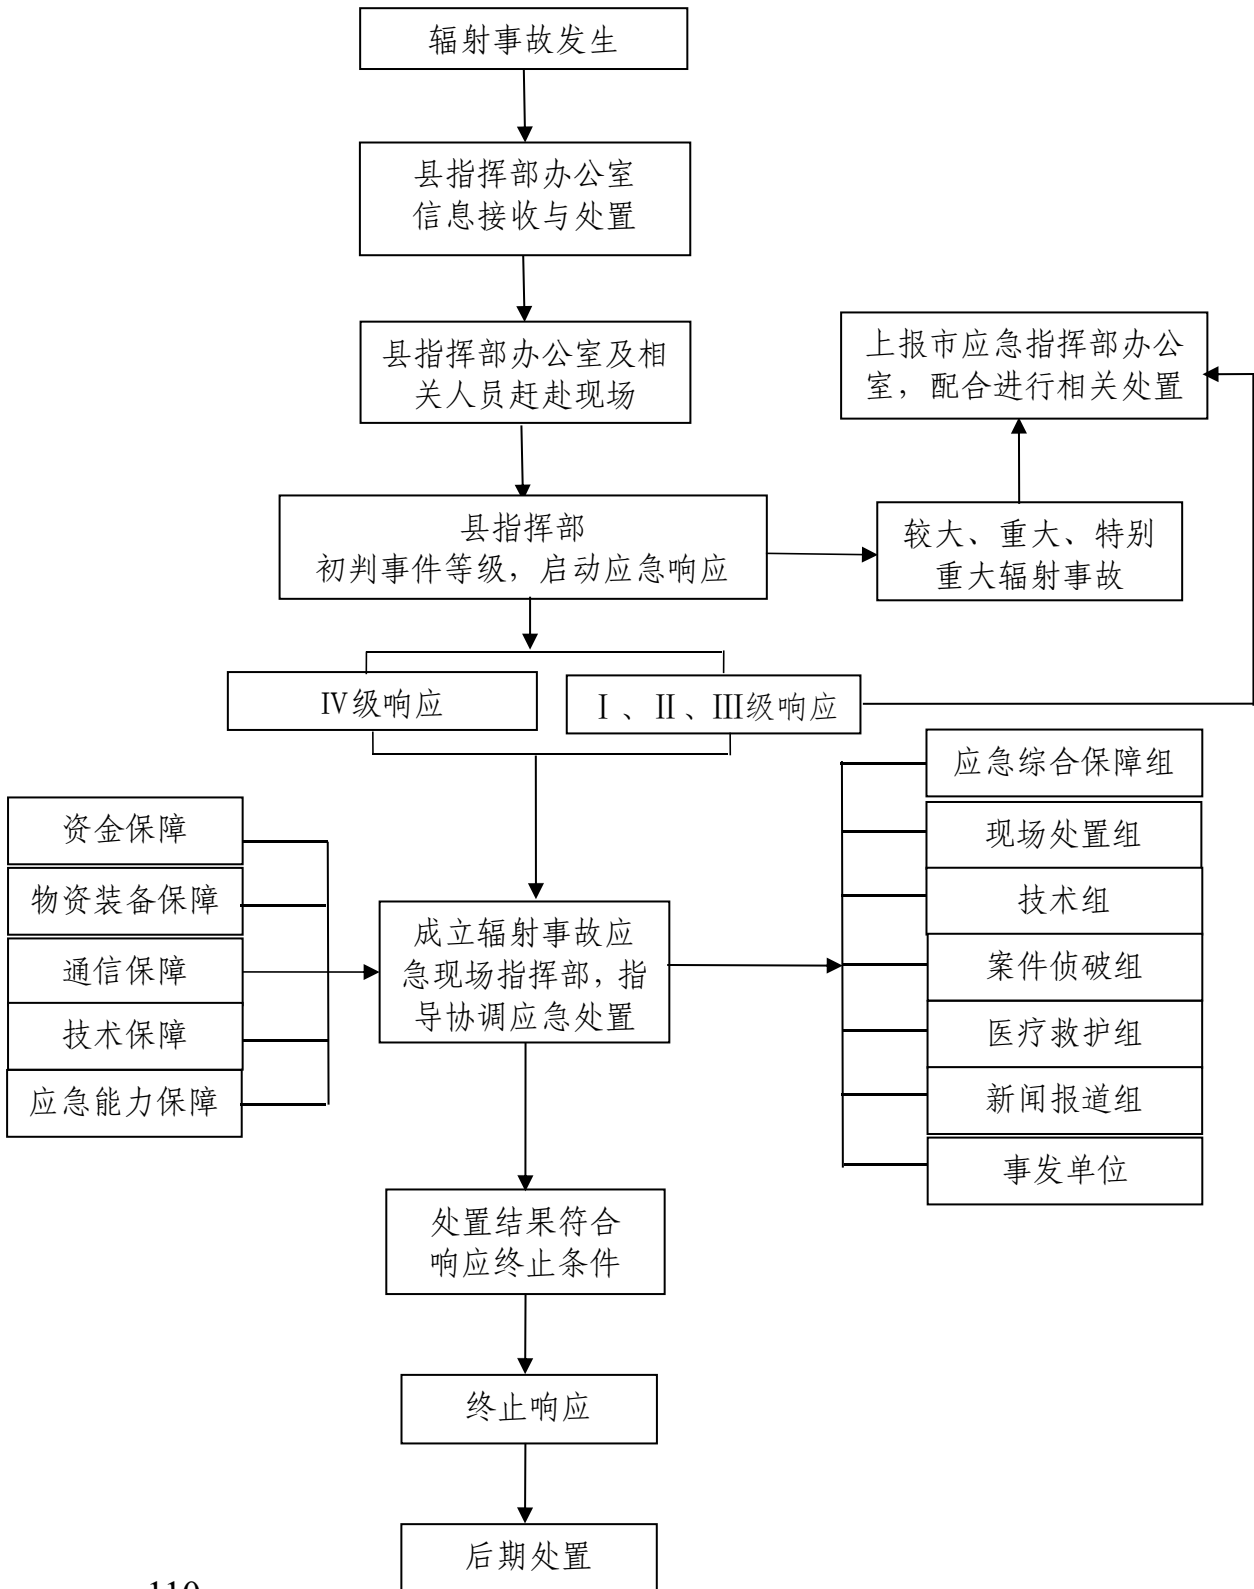 辐射事故发生
县指挥部办公室
信息接收与处置
县指挥部办公室及相
关人员赶赴现场
上报市应急指挥部办公
室，配合进行相关处置
县指挥部
初判事件等级，启动应急响应
较大、重大、特别
重大辐射事故
Ⅳ级响应
Ⅰ、Ⅱ、Ⅲ级响应
资金保障
物资装备保障
通信保障
技术保障
应急能力保障
成立辐射事故应
急现场指挥部，指
导协调应急处置
应急综合保障组
现场处置组
技术组
案件侦破组
医疗救护组
新闻报道组
事发单位
处置结果符合
响应终止条件
终止响应
后期处置
110